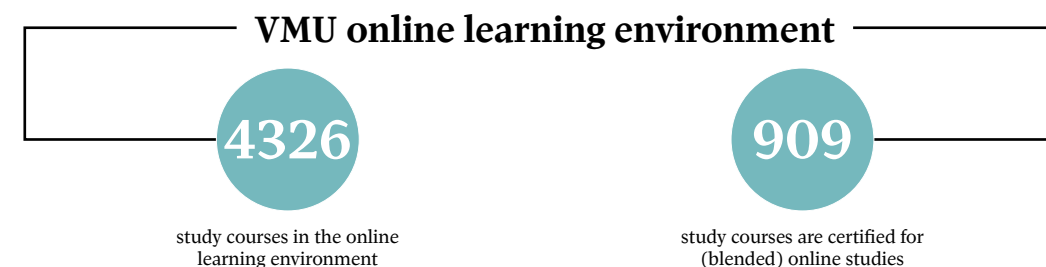 VMU online learning environment
4326
909
study courses in the online
learning environment
study courses are certified for
(blended) online studies